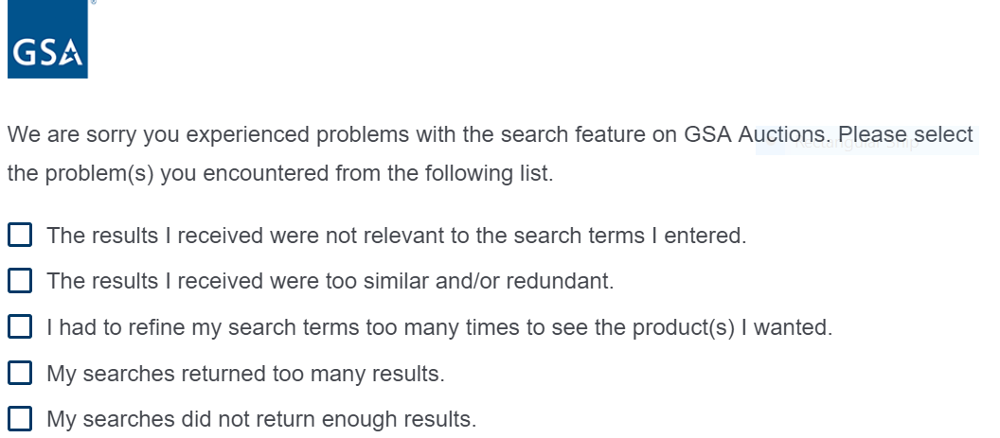 GSA
We are sorry you experienced problems with the search feature on GSA Auctions. Please select
the problem(s) you encountered from the following list.
The results I received were not relevant to the search terms I entered.
The results I received were too similar and/or redundant.
I had to refine my search terms too many times to see the product(s) I wanted.
My searches returned too many results.
My searches did not return enough results.